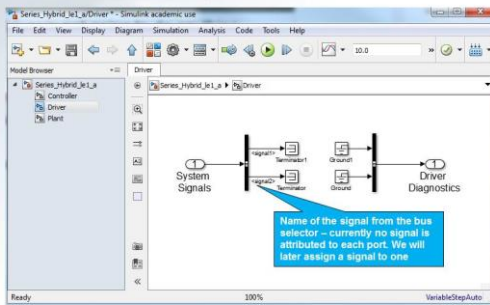 Series_Hybrid_le1_a/Driver * - Simulink academic use
File Edit View Display Diagram Simulation Analysis Code Tools Help
10.0
Model Browser
Driver
Series_Hybrid_le1_a
Controller
Driver
Plant
Series_Hybrid_le1_a Driver
1
System
Signals
<signal1>
Terminator1
<signal2>
Terminator
Ground1
Ground
1
Driver
Diagnostics
Name of the signal from the bus
selector – currently no signal is
attributed to each port. We will
later assign a signal to one
Ready 100% VariableStepAuto